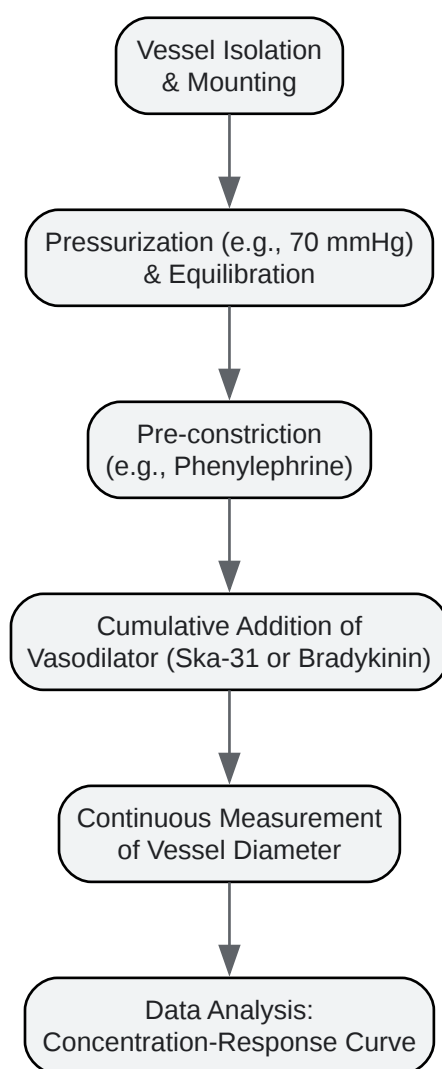 Vessel Isolation
& Mounting
Pressurization (e.g., 70 mmHg)
& Equilibration
Pre-constriction
(e.g., Phenylephrine)
Cumulative Addition of
Vasodilator (Ska-31 or Bradykinin)
Continuous Measurement
of Vessel Diameter
Data Analysis:
Concentration-Response Curve